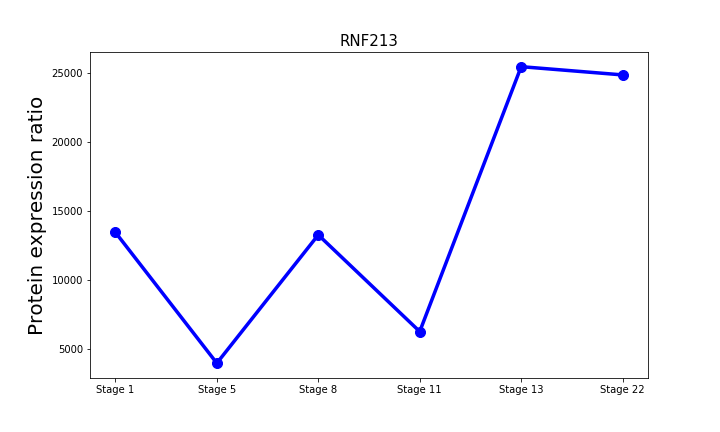 RNF213
Protein expression ratio
25000
20000
15000
10000
5000
Stage 1
Stage 5
Stage 8
Stage 11
Stage 13
Stage 22